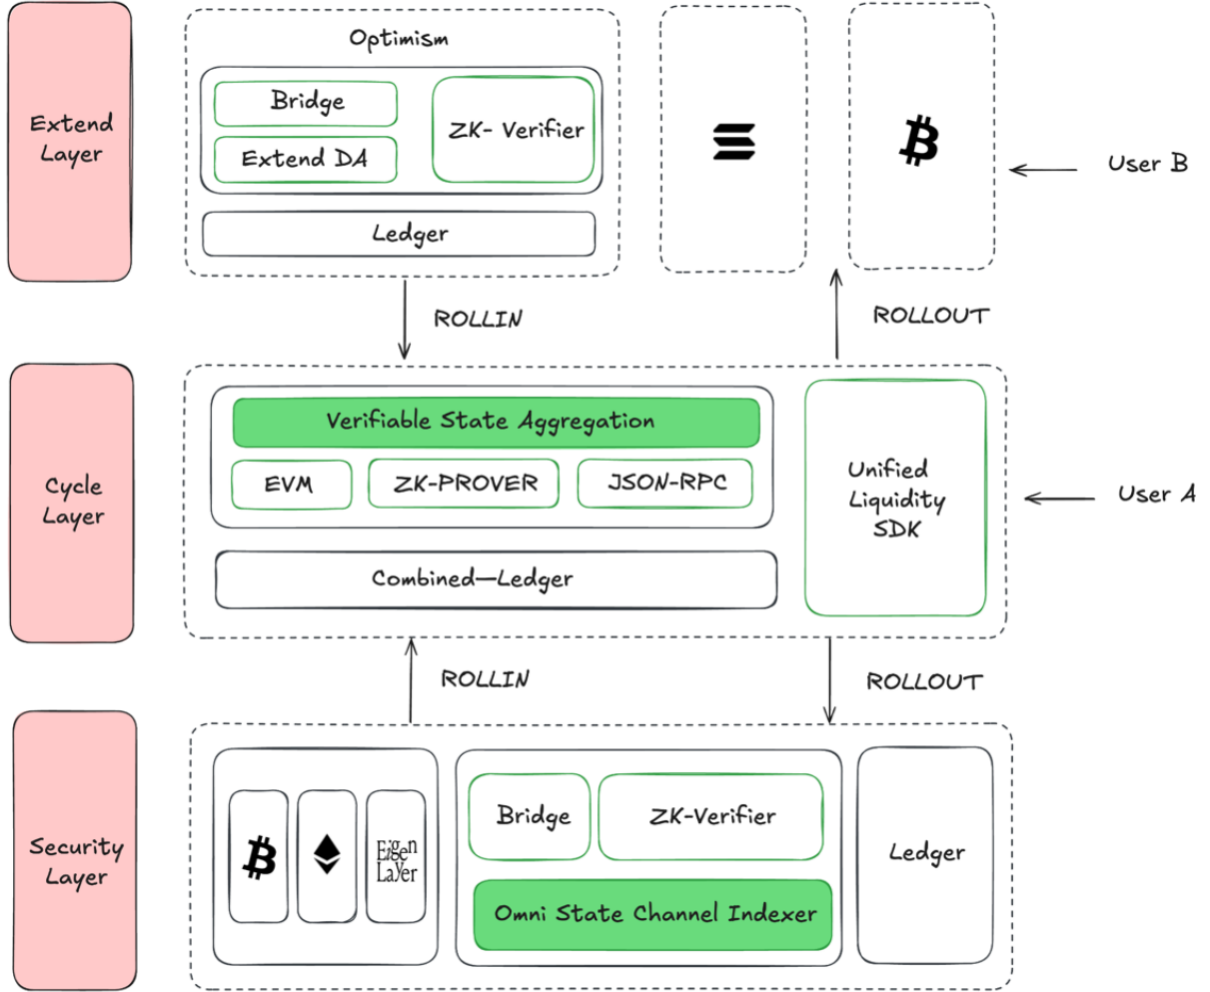 Extend
Layer
Optimism
Bridge
Extend DA
ZK- Verifier
Ledger
User B
ROLLIN
ROLLOUT
Cycle
Layer
Verifiable State Aggregation
EVM
ZK-PROVER
JSON-RPC
Combined—Ledger
Unified
Liquidity
SDK
User A
ROLLIN
ROLLOUT
Security
Layer
Eigen
Layer
Bridge
ZK-Verifier
Omni State Channel Indexer
Ledger